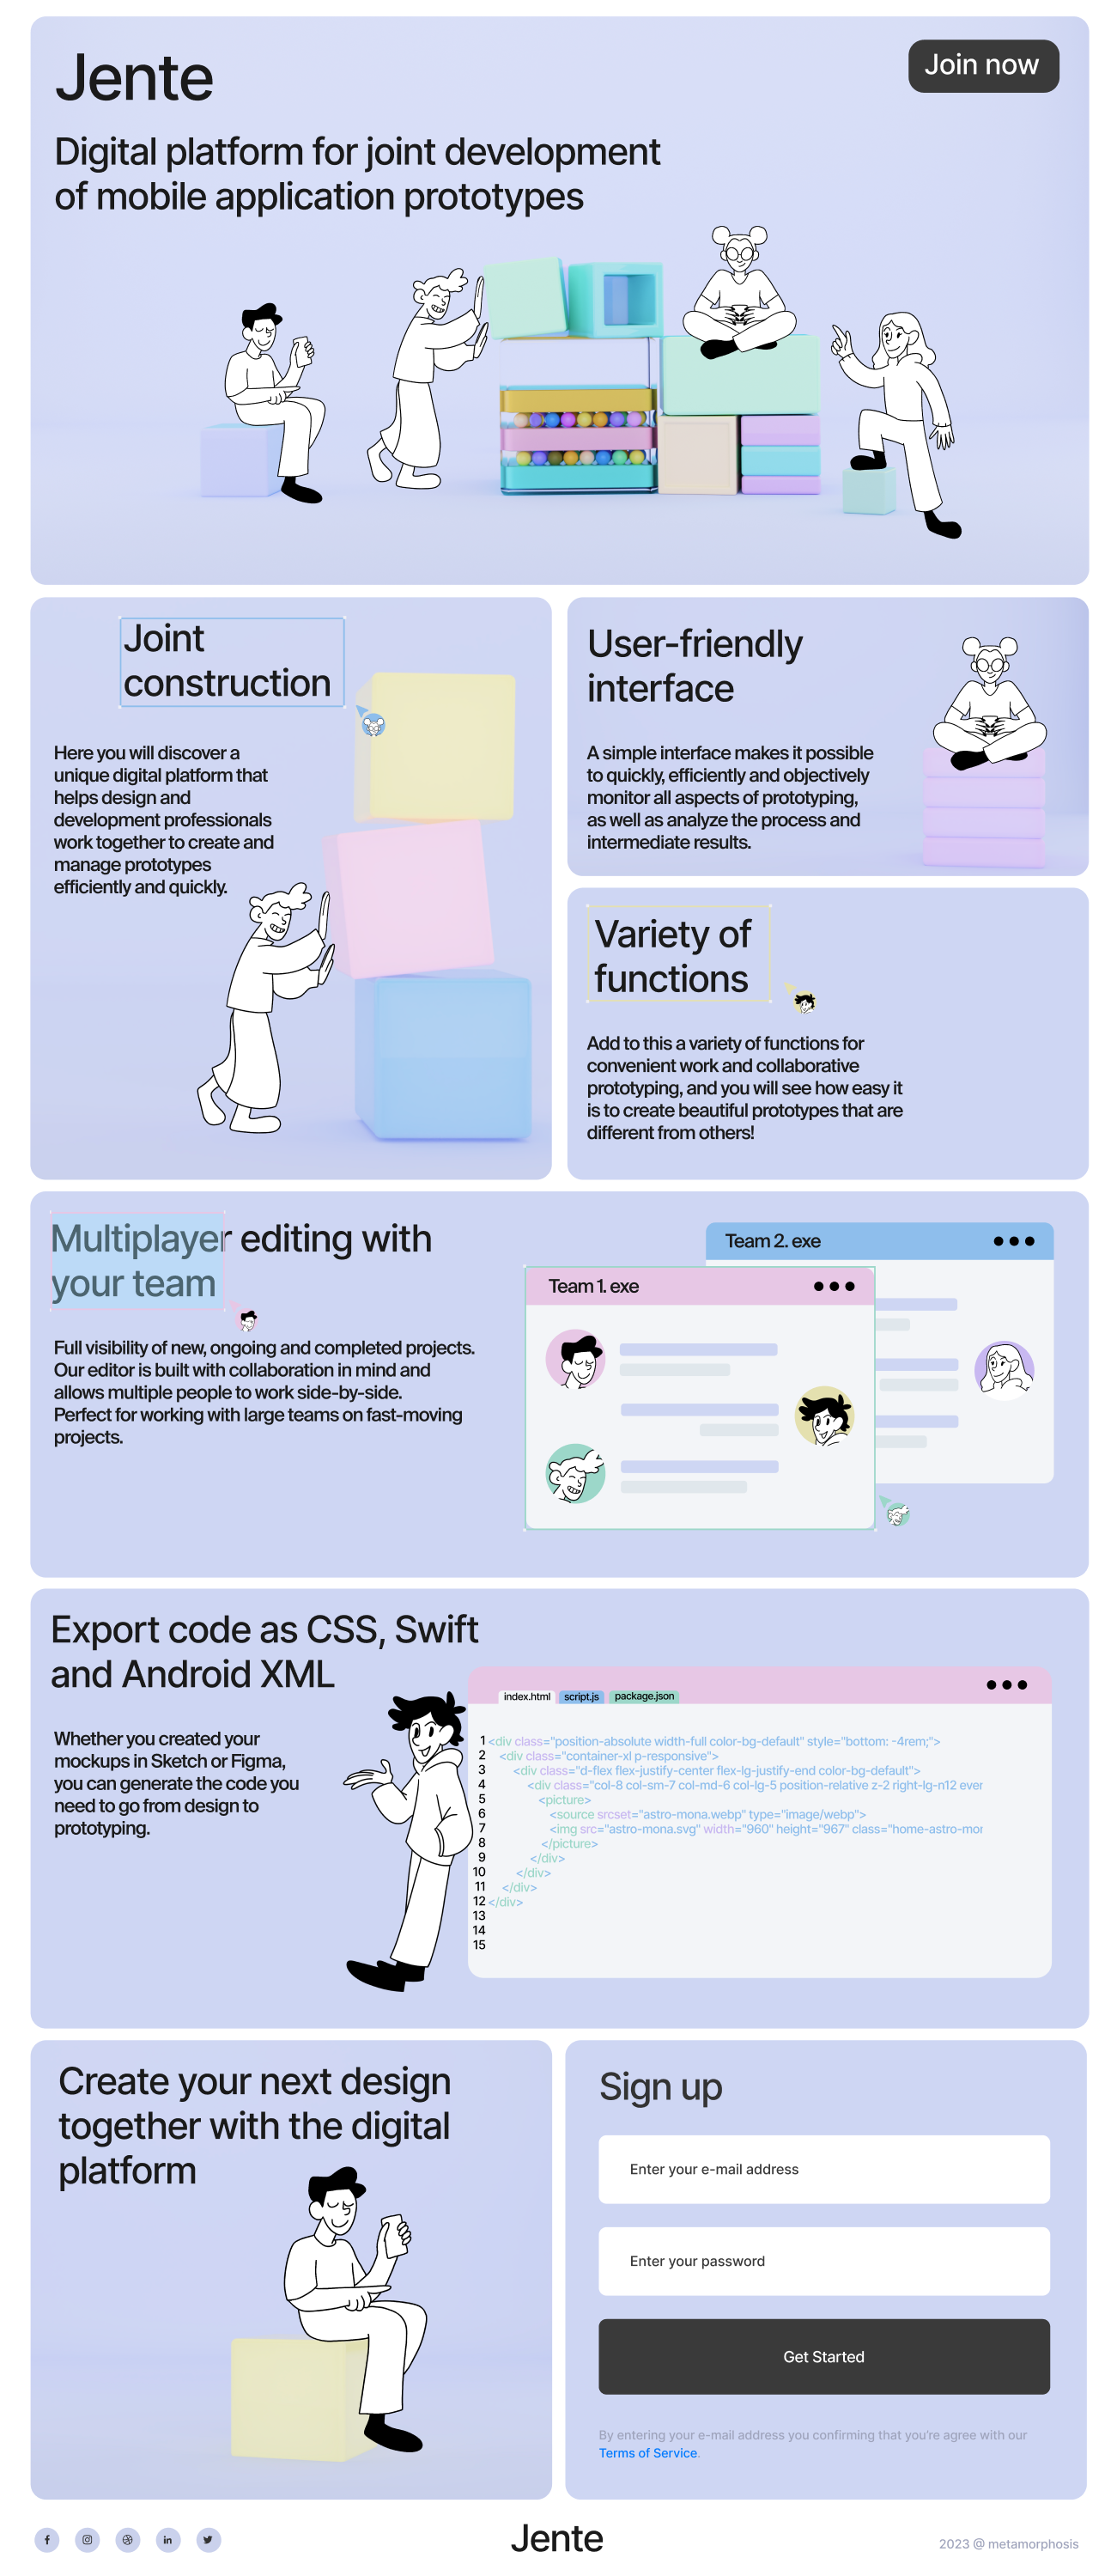 Jente
Join now
Digital platform for joint development
of mobile application prototypes
Joint
construction
Here you will discover a
unique digital platform that
helps design and
development professionals
work together to create and
manage prototypes
efficiently and quickly.
User-friendly
interface
A simple interface makes it possible
to quickly, efficiently and objectively
monitor all aspects of prototyping,
as well as analyze the process and
intermediate results.
Variety of
functions
Add to this a variety of functions for
convenient work and collaborative
prototyping, and you will see how easy it
is to create beautiful prototypes that are
different from others!
Multiplayer editing with
your team
Full visibility of new, ongoing and completed projects.
Our editor is built with collaboration in mind and
allows multiple people to work side-by-side.
Perfect for working with large teams on fast-moving
projects.
Team 2. exe
Team 1. exe
Export code as CSS, Swift
and Android XML
Whether you created your
mockups in Sketch or Figma,
you can generate the code you
need to go from design to
prototyping.
index.html script.js package.json
1 <div class="position-absolute width-full color-bg-default" style="bottom: -4rem;">
2 <div class="container-xl p-responsive">
3 <div class="d-flex flex-justify-center flex-lg-justify-end color-bg-default">
4 <div class="col-8 col-sm-7 col-md-6 col-lg-5 position-relative z-2 right-lg-n12 ever
5 <picture>
6 <source srcset="astro-mona.webp" type="image/webp">
7 <img src="astro-mona.svg" width="960" height="967" class="home-astro-mor
8 </picture>
9 </div>
10 </div>
11 </div>
12 </div>
13
14
15
Create your next design
together with the digital
platform
Sign up
Enter your e-mail address
Enter your password
Get Started
By entering your e-mail address you confirming that you're agree with our
Terms of Service.
Jente
2023 @ metamorphosis